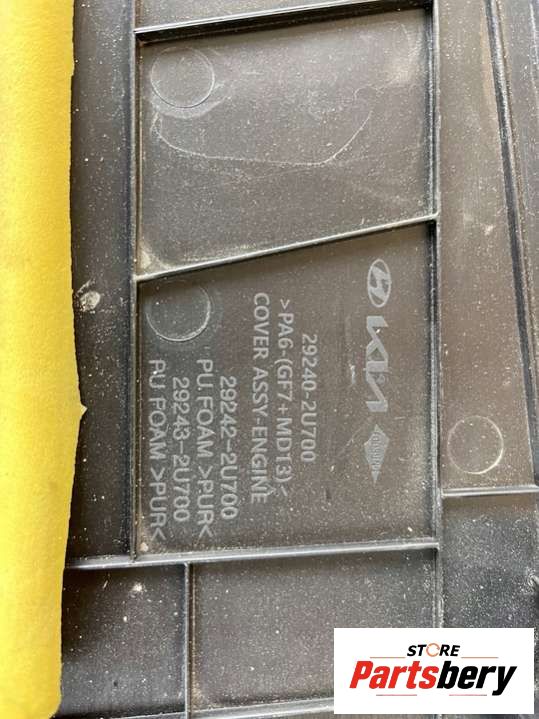 KIA
29240-2U700
>PA6-(GF7+MD13)<
COVER ASSY-ENGINE
29242-2U700
PU FOAM >PUR<
29243-2U700
PU FOAM >PUR<
STORE
Partsbery